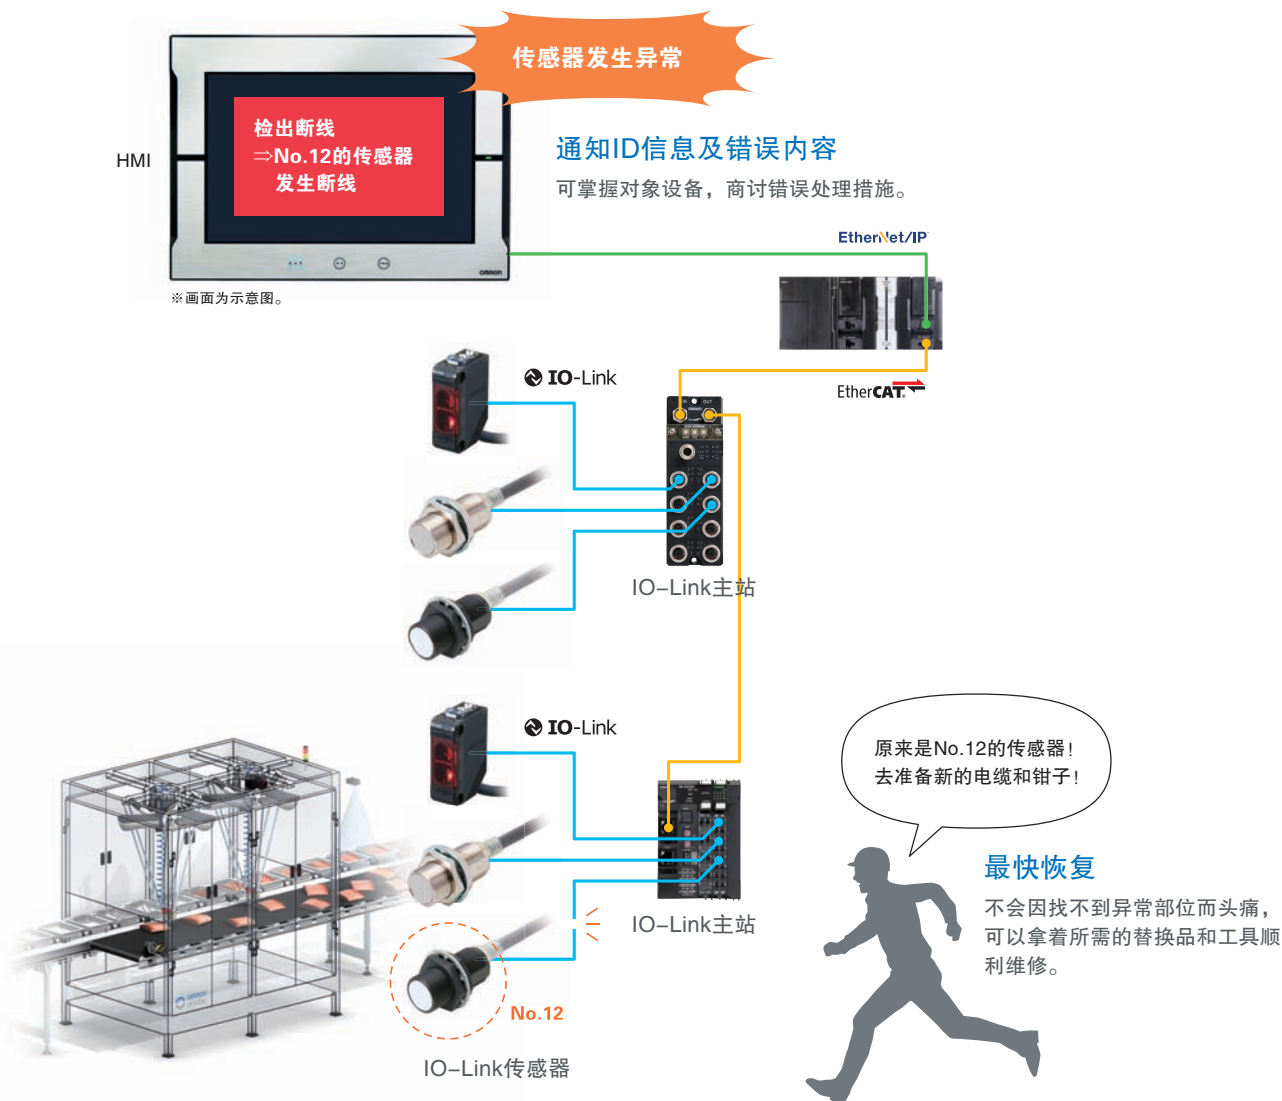 传感器发生异常
检出断线
⇒No.12的传感器
发生断线
HMI
通知ID信息及错误内容
可掌握对象设备，商讨错误处理措施。
EtherNet/IP
OMRON
※画面为示意图。
IO-Link
EtherCAT
IN OUT
IO-Link主站
IO-Link
原来是No.12的传感器！
去准备新的电缆和钳子！
最快恢复
不会因找不到异常部位而头痛，
可以拿着所需的替换品和工具顺
利维修。
IO-Link主站
No.12
IO-Link传感器
OMRON